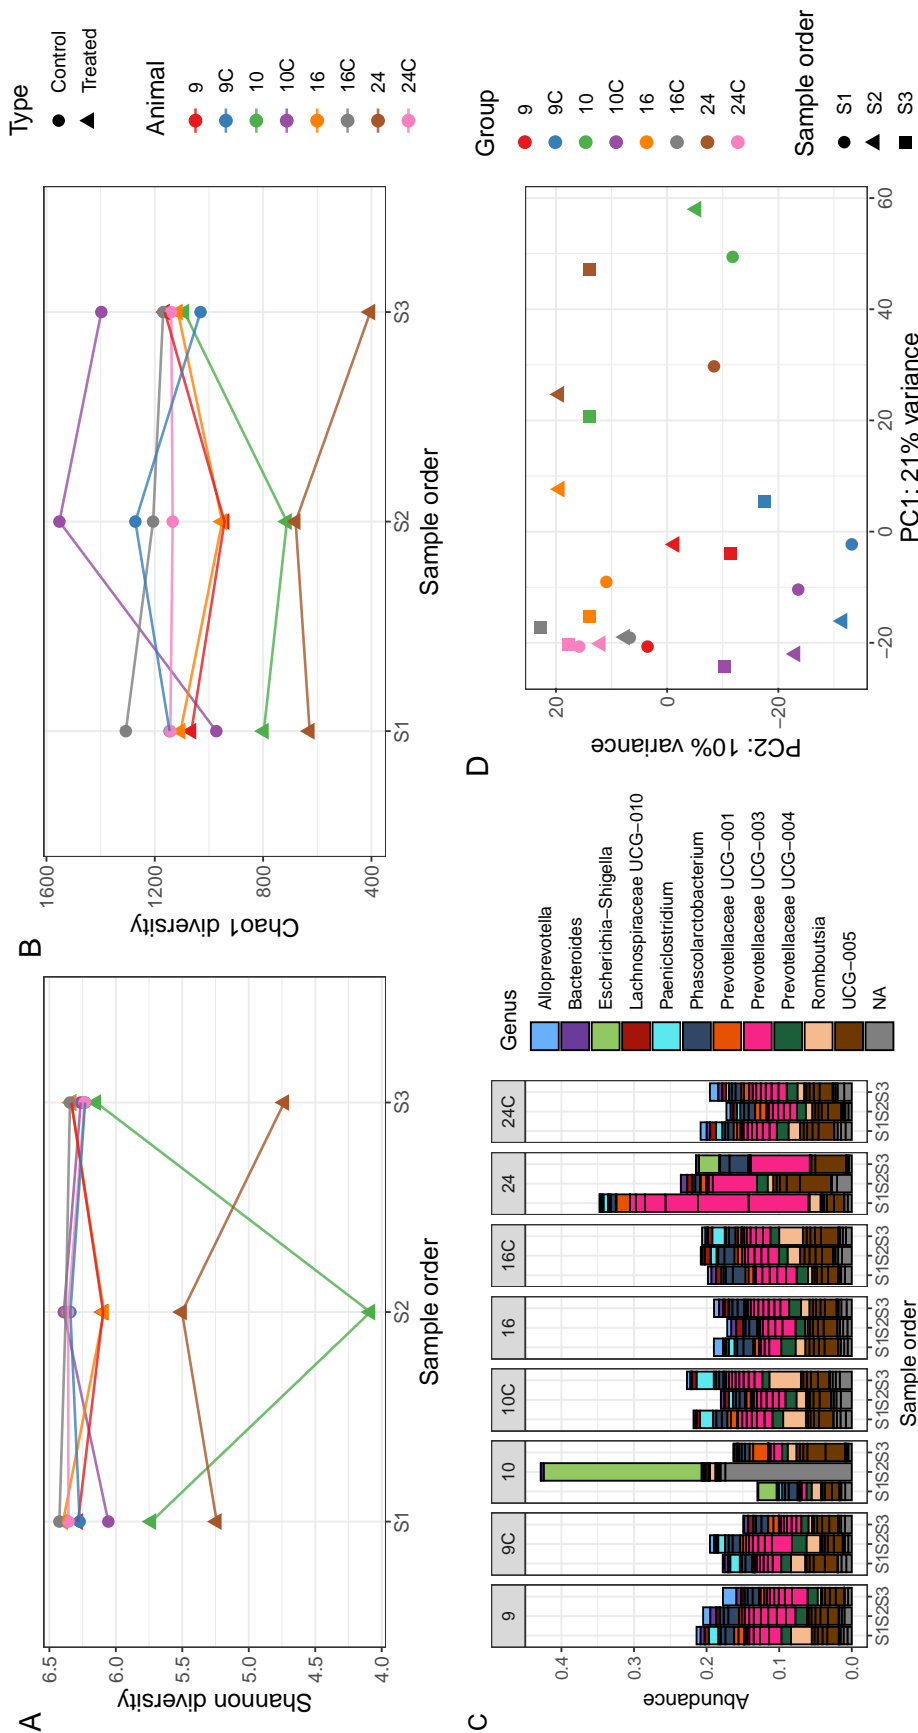 A
Shannon diversity
6.5
6.0
5.5
5.0
4.5
4.0
S1
S2
S3
Sample order
B
Chao1 diversity
1600
1200
800
400
S1
S2
S3
Sample order
Type
Control
Treated
Animal
9
9C
10
10C
16
16C
24
24C
C
Abundance
0.4
0.3
0.2
0.1
0.0
9
9C
10
10C
16
16C
24
24C
S1S2S3
S1S2S3
S1S2S3
S1S2S3
S1S2S3
S1S2S3
S1S2S3
S1S2S3
Sample order
Genus
Alloprevotella
Bacteroides
Escherichia−Shigella
Lachnospiraceae UCG−010
Paeniclostridium
Phascolarctobacterium
Prevotellaceae UCG−001
Prevotellaceae UCG−003
Prevotellaceae UCG−004
Romboutsia
UCG−005
NA
D
PC2: 10% variance
20
0
−20
−20
0
20
40
60
PC1: 21% variance
Group
9
9C
10
10C
16
16C
24
24C
Sample order
S1
S2
S3